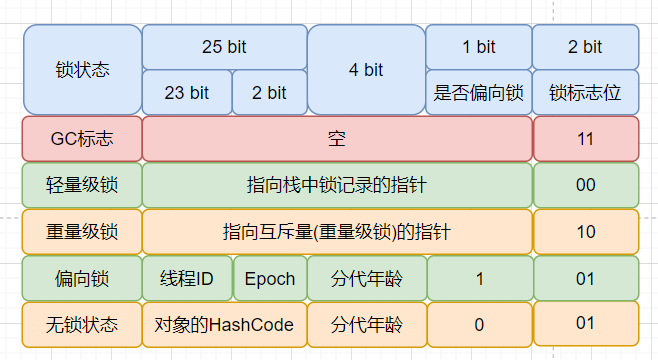 锁状态 25 bit 4 bit 1 bit 2 bit
23 bit 2 bit 是否偏向锁 锁标志位
GC标志 空 11
轻量级锁 指向栈中锁记录的指针 00
重量级锁 指向互斥量(重量级锁)的指针 10
偏向锁 线程ID Epoch 分代年龄 1 01
无锁状态 对象的HashCode 分代年龄 0 01